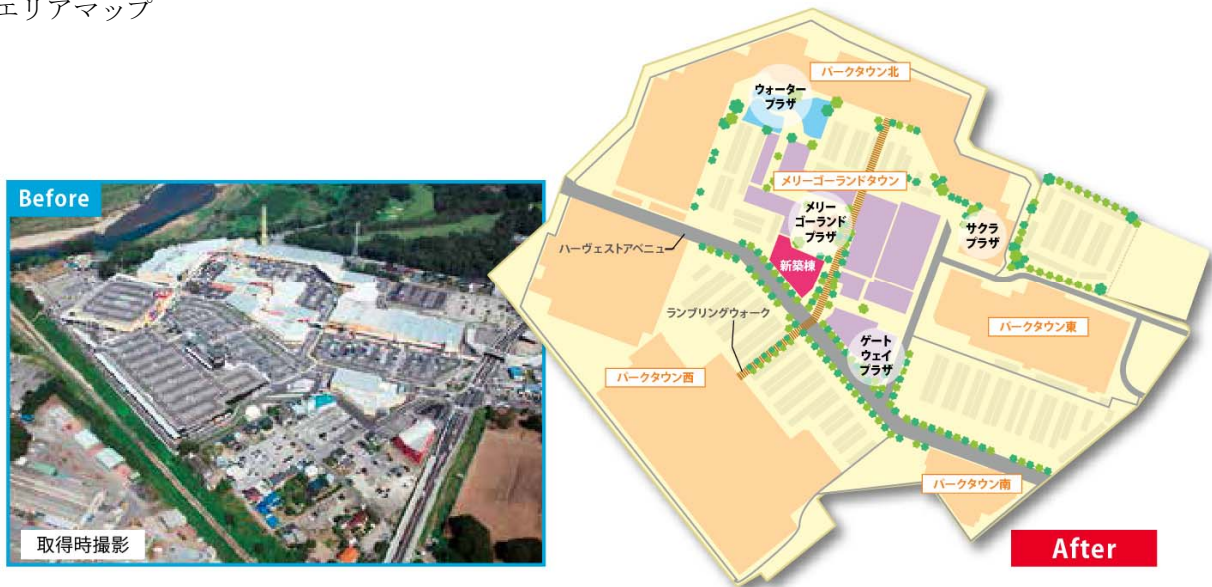 エリアマップ
Before
取得時撮影
パークタウン北
ウォーター
プラザ
メリーゴーランドタウン
メリー
ゴーランド
プラザ
サクラ
プラザ
ハーヴェストアベニュー
新築棟
ランブリングウォーク
パークタウン東
ゲート
ウェイ
プラザ
パークタウン西
パークタウン南
After